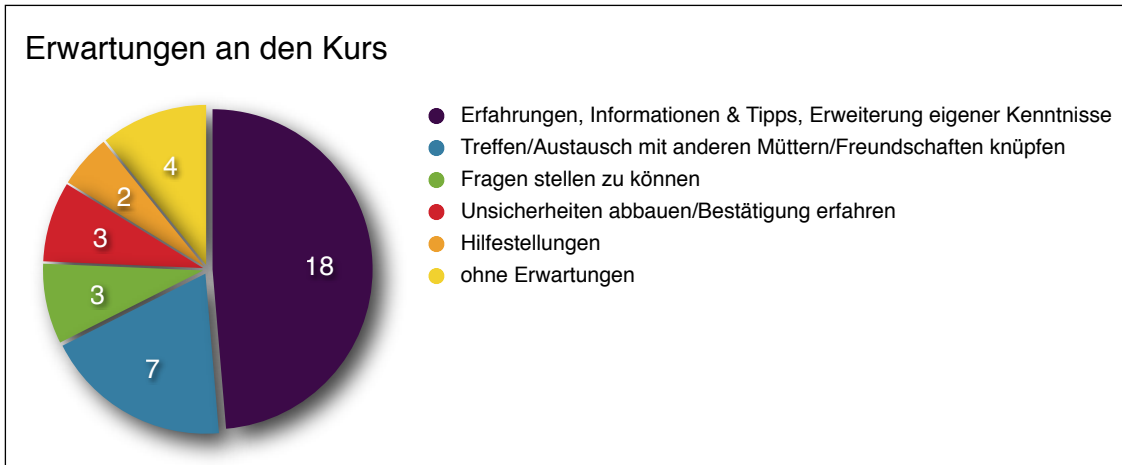 Erwartungen an den Kurs
Erfahrungen, Informationen & Tipps, Erweiterung eigener Kenntnisse
Treffen/Austausch mit anderen Müttern/Freundschaften knüpfen
Fragen stellen zu können
Unsicherheiten abbauen/Bestätigung erfahren
Hilfestellungen
ohne Erwartungen
4
2
3
18
3
7